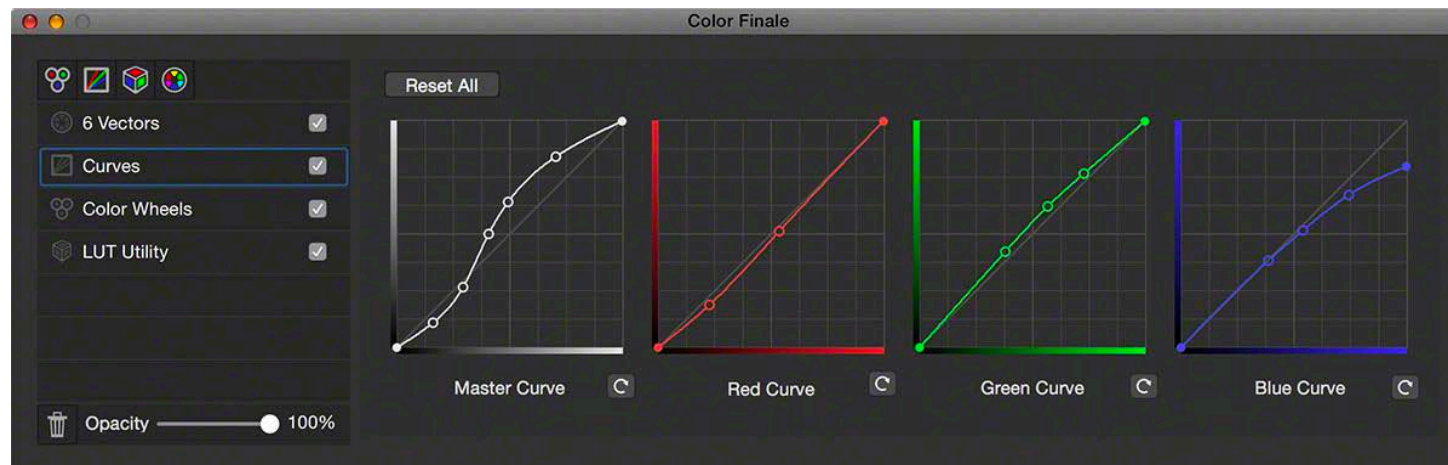 Color Finale
Reset All
6 Vectors
Curves
Color Wheels
LUT Utility
Master Curve
Red Curve
Green Curve
Blue Curve
Opacity 100%